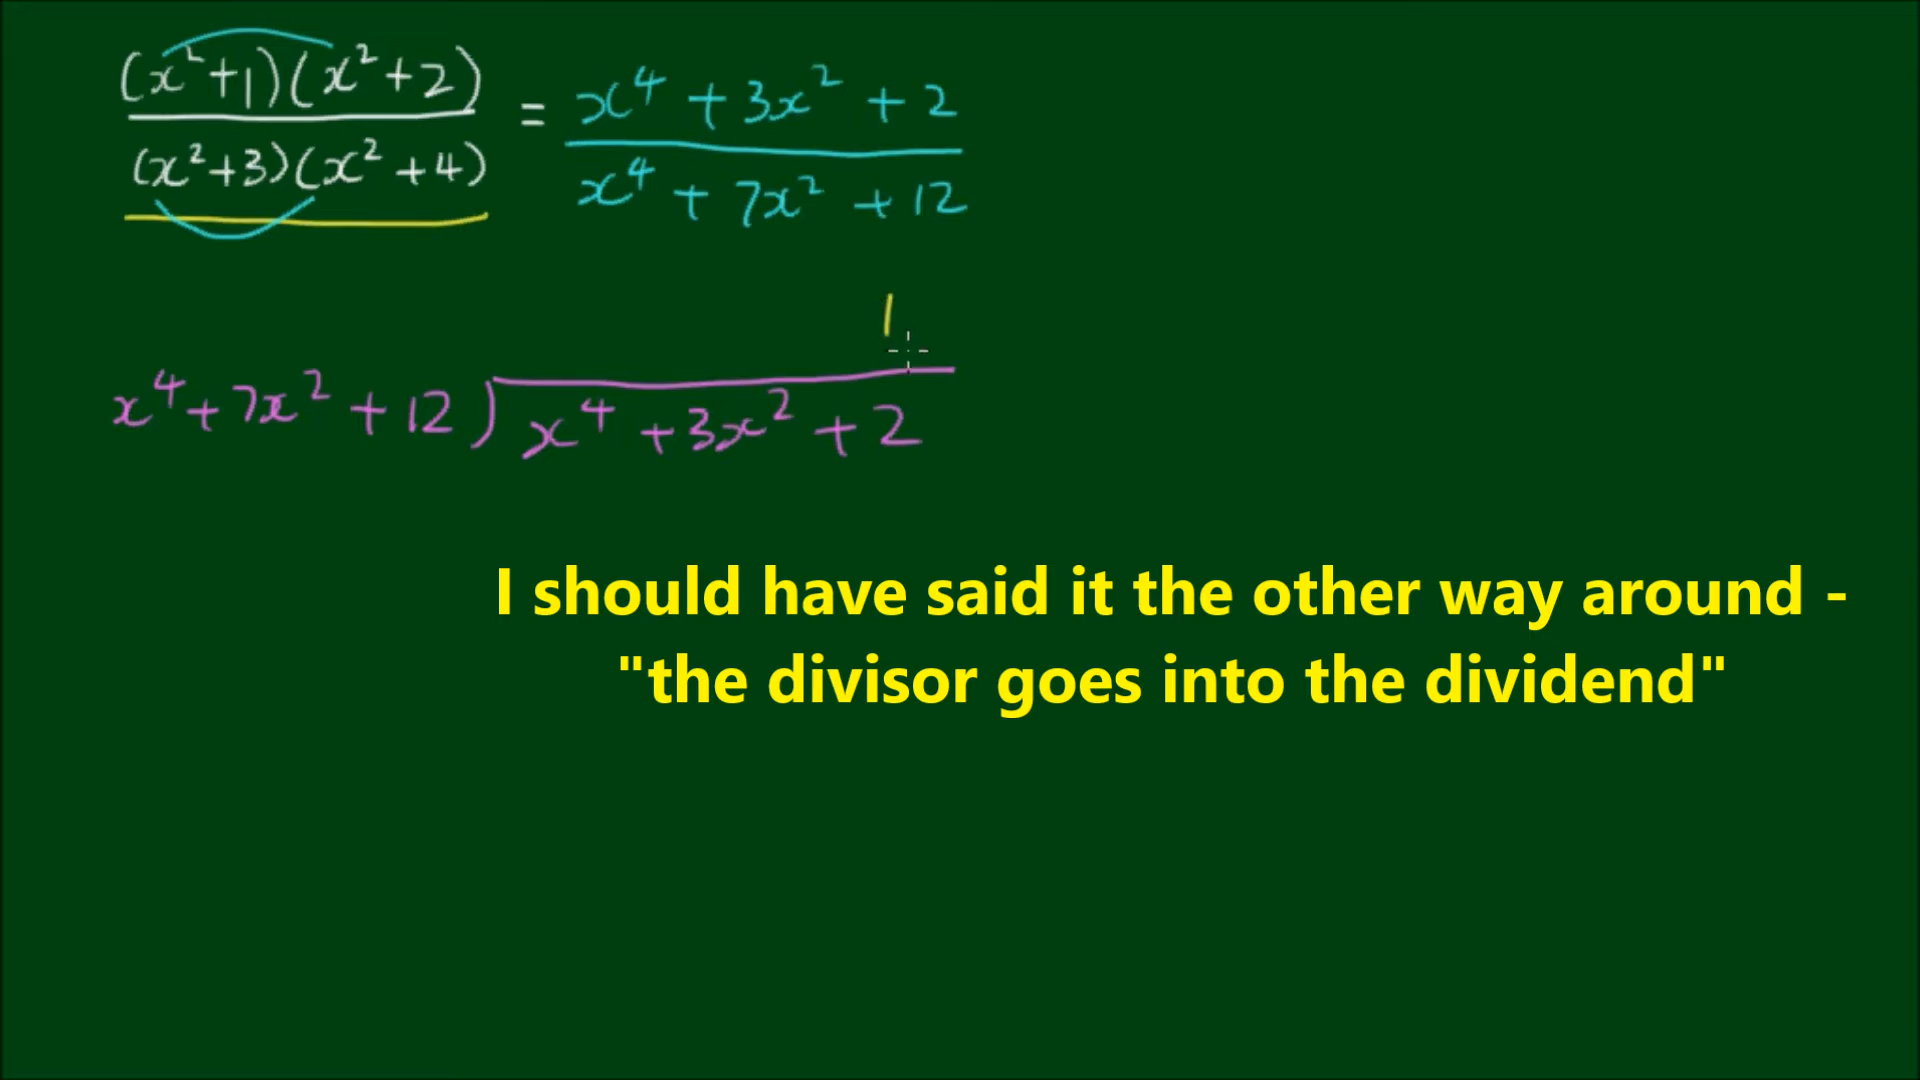 (x²+1)(x²+2)
= x⁴ + 3x² + 2
(x²+3)(x²+4)
x⁴ + 7x² + 12
1
x⁴+7x²+12 ) x⁴ +3x² +2
I should have said it the other way around -
"the divisor goes into the dividend"